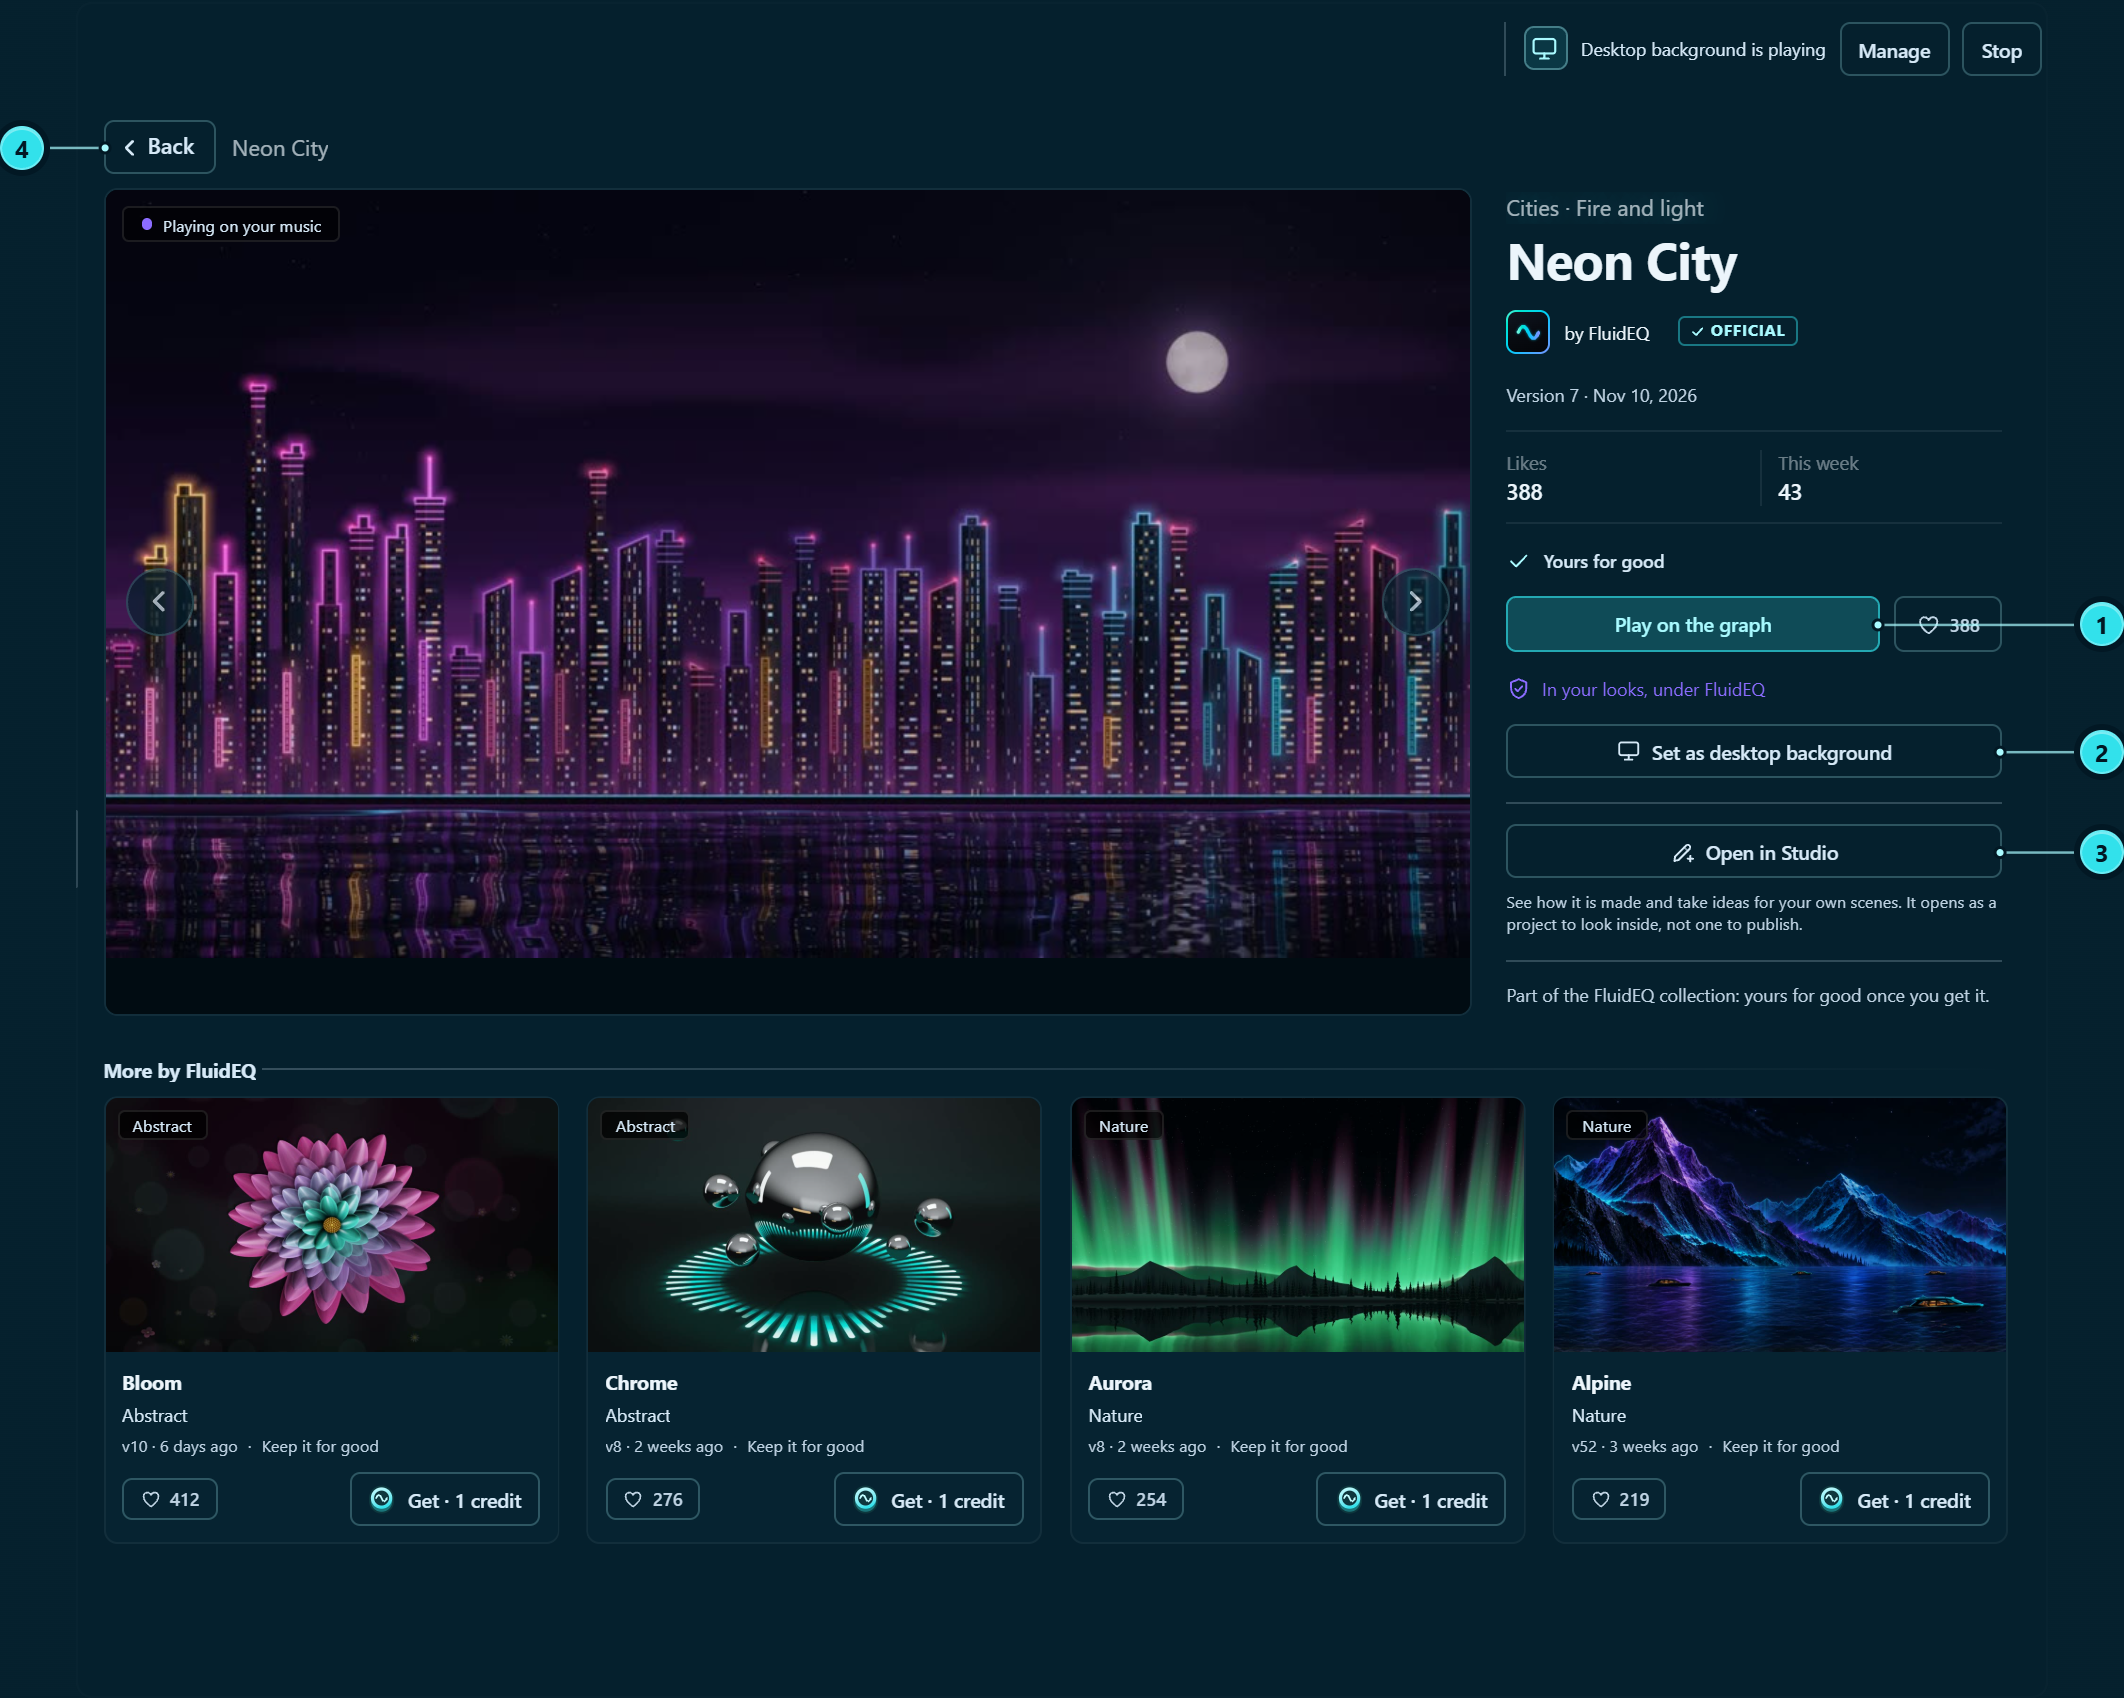 Desktop background is playing
Manage
Stop
4
Back
Neon City
Playing on your music
Cities · Fire and light
Neon City
by FluidEQ
OFFICIAL
Version 7 · Nov 10, 2026
Likes
388
This week
43
Yours for good
Play on the graph
388
1
In your looks, under FluidEQ
Set as desktop background
2
Open in Studio
3
See how it is made and take ideas for your own scenes. It opens as a
project to look inside, not one to publish.
Part of the FluidEQ collection: yours for good once you get it.
More by FluidEQ
Abstract
Bloom
Abstract
v10 · 6 days ago · Keep it for good
412
Get · 1 credit
Abstract
Chrome
Abstract
v8 · 2 weeks ago · Keep it for good
276
Get · 1 credit
Nature
Aurora
Nature
v8 · 2 weeks ago · Keep it for good
254
Get · 1 credit
Nature
Alpine
Nature
v52 · 3 weeks ago · Keep it for good
219
Get · 1 credit